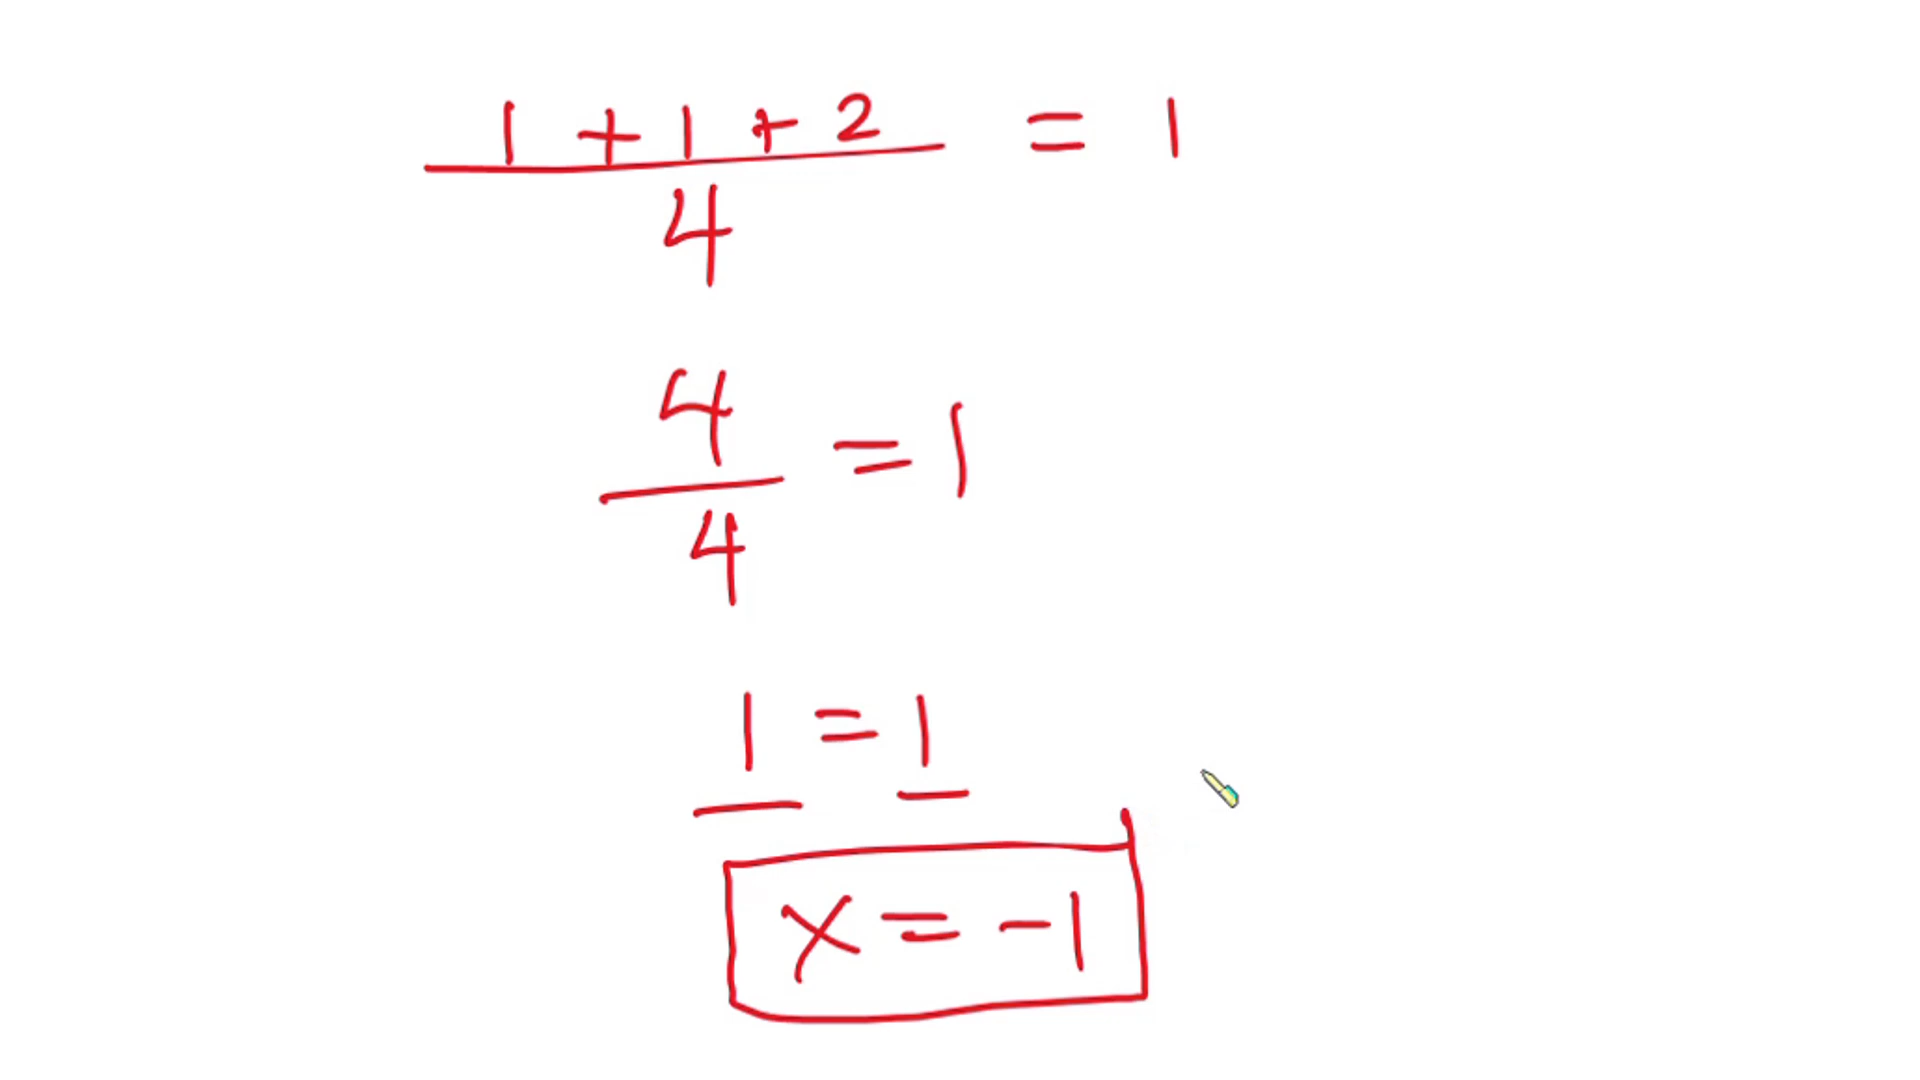 1 + 1 + 2 = 1
4
4 = 1
4
1 = 1
x = -1